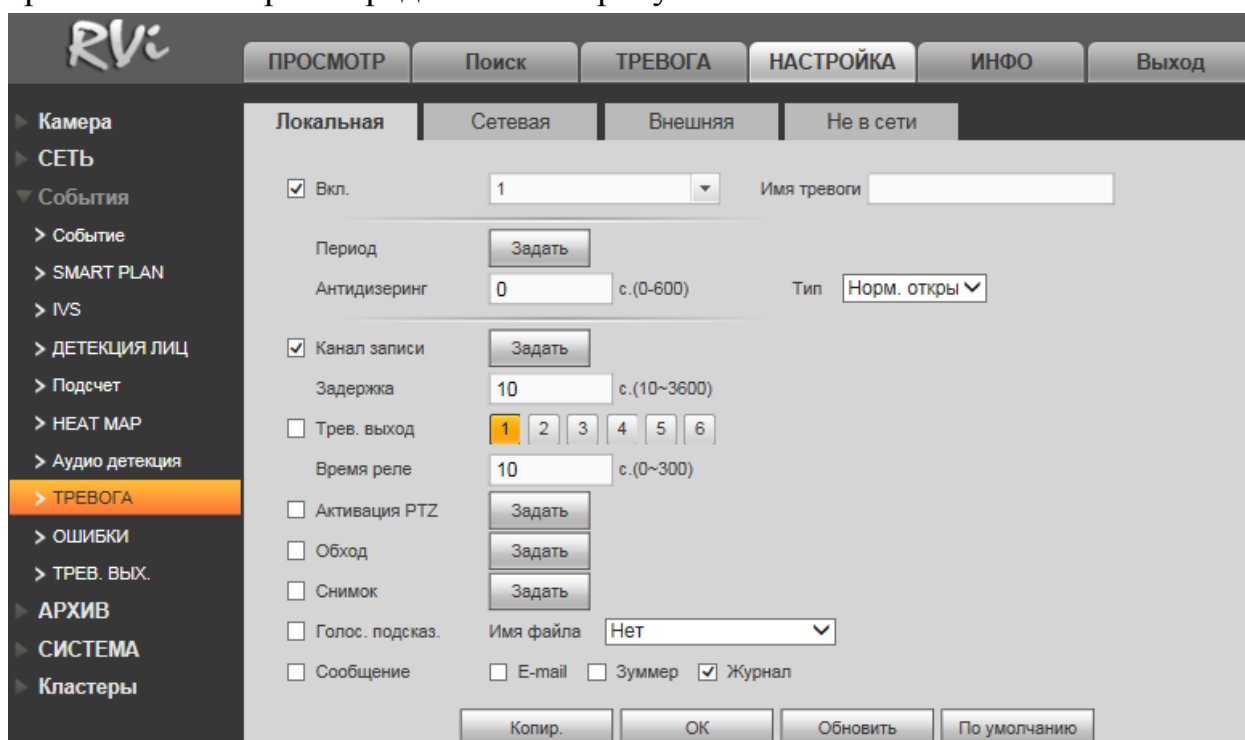 RVi
ПРОСМОТР Поиск ТРЕВОГА НАСТРОЙКА ИНФО Выход
Камера
СЕТЬ
События
> Событие
> SMART PLAN
> IVS
> ДЕТЕКЦИЯ ЛИЦ
> Подсчет
> HEAT MAP
> Аудио детекция
> ТРЕВОГА
> ОШИБКИ
> ТРЕВ. ВЫХ.
АРХИВ
СИСТЕМА
Кластеры
Локальная Сетевая Внешняя Не в сети
Вкл. 1 Имя тревоги
Период Задать
Антидизеринг 0 с.(0-600) Тип Норм. откры
Канал записи Задать
Задержка 10 с.(10~3600)
Трев. выход 1 2 3 4 5 6
Время реле 10 с.(0~300)
Активация PTZ Задать
Обход Задать
Снимок Задать
Голос. подсказ. Имя файла Нет
Сообщение E-mail Зуммер Журнал
Копир. ОК Обновить По умолчанию